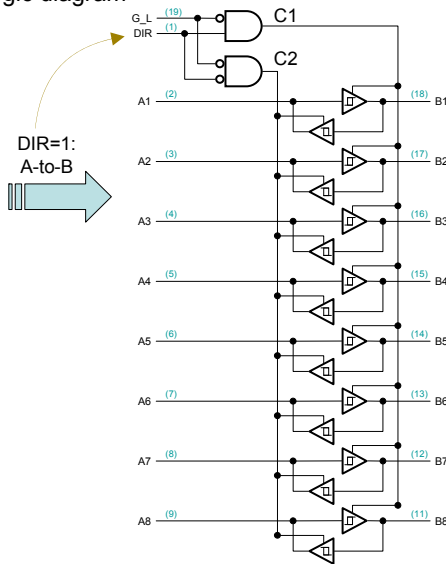 gic diagram
G_L (19) C1
DIR (1)
C2
A1 (2) (18) B1
DIR=1:
A-to-B
A2 (3) (17) B2
A3 (4) (16) B3
A4 (5) (15) B4
A5 (6) (14) B5
A6 (7) (13) B6
A7 (8) (12) B7
A8 (9) (11) B8